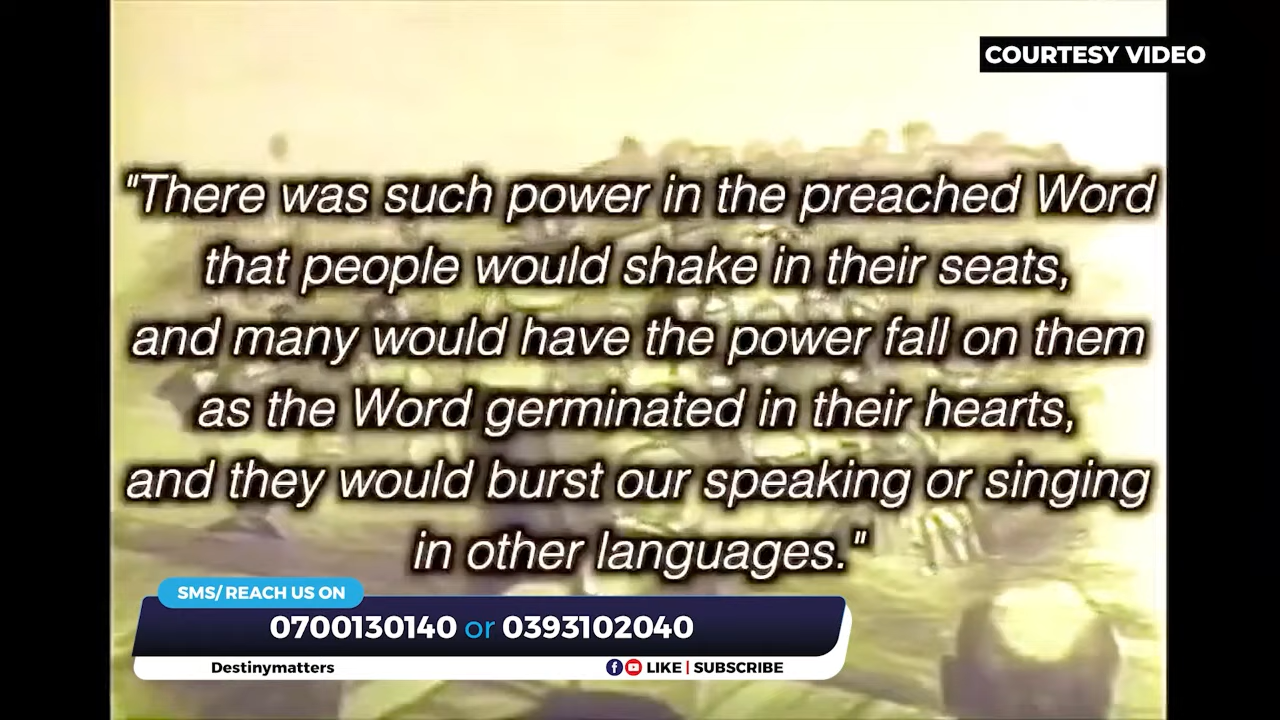 COURTESY VIDEO
"There was such power in the preached Word
that people would shake in their seats,
and many would have the power fall on them
as the Word germinated in their hearts,
and they would burst our speaking or singing
in other languages."
SMS/ REACH US ON
0700130140 or 0393102040
Destinymatters
LIKE | SUBSCRIBE